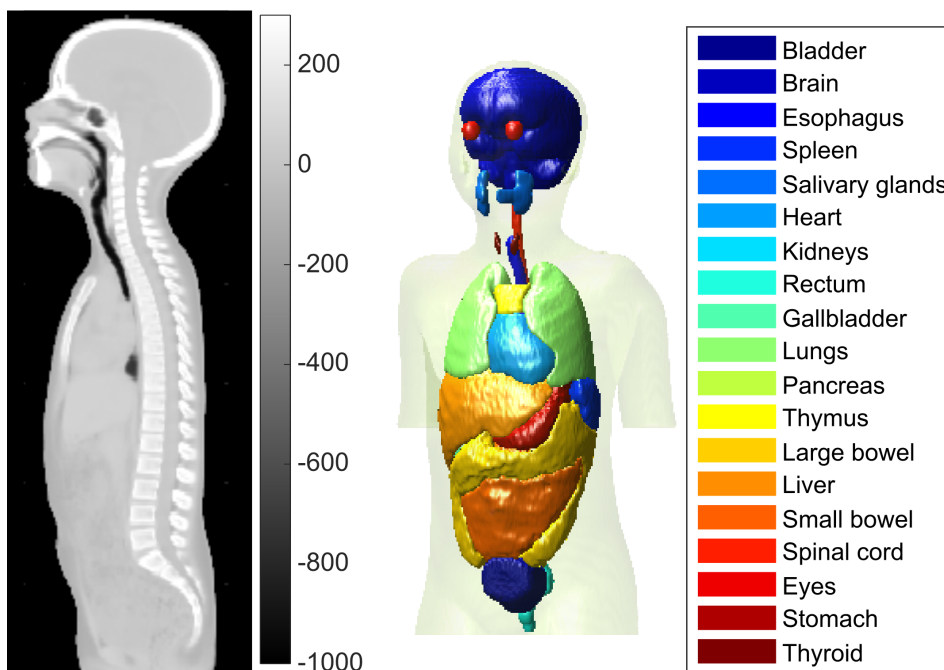 200
0
-200
-400
-600
-800
-1000
Bladder
Brain
Esophagus
Spleen
Salivary glands
Heart
Kidneys
Rectum
Gallbladder
Lungs
Pancreas
Thymus
Large bowel
Liver
Small bowel
Spinal cord
Eyes
Stomach
Thyroid